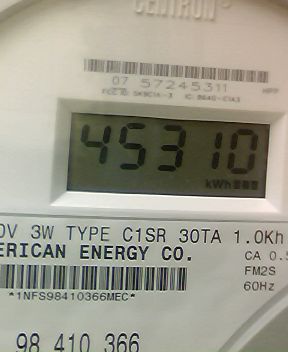 CENTRON®
07 57245311
45310
kWh
0V 3W TYPE C1SR 30TA 1.0Kh
ERICAN ENERGY CO.
CA 0.5
FM2S
*1NFS98410366MEC*
60Hz
98 410 366